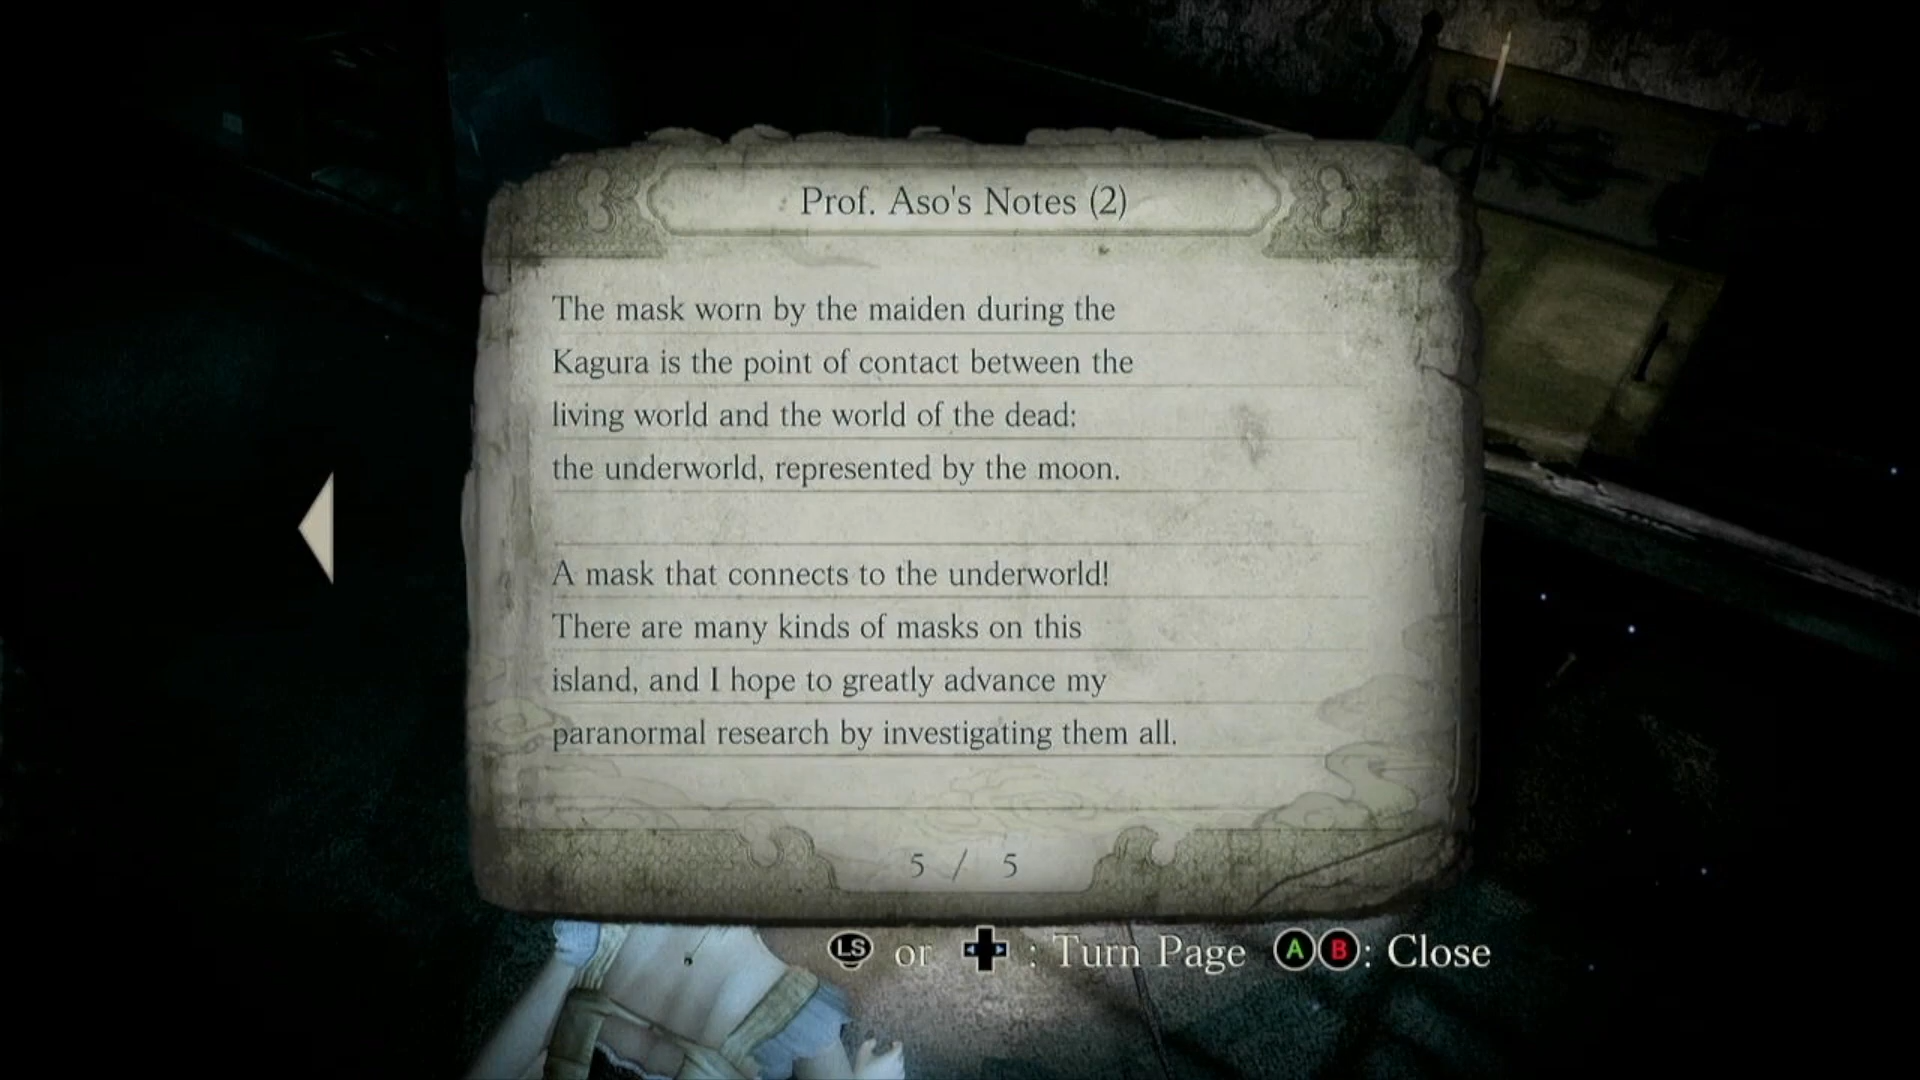 Prof. Aso's Notes (2)
The mask worn by the maiden during the
Kagura is the point of contact between the
living world and the world of the dead:
the underworld, represented by the moon.
A mask that connects to the underworld!
There are many kinds of masks on this
island, and I hope to greatly advance my
paranormal research by investigating them all.
5 / 5
LS or : Turn Page A B : Close